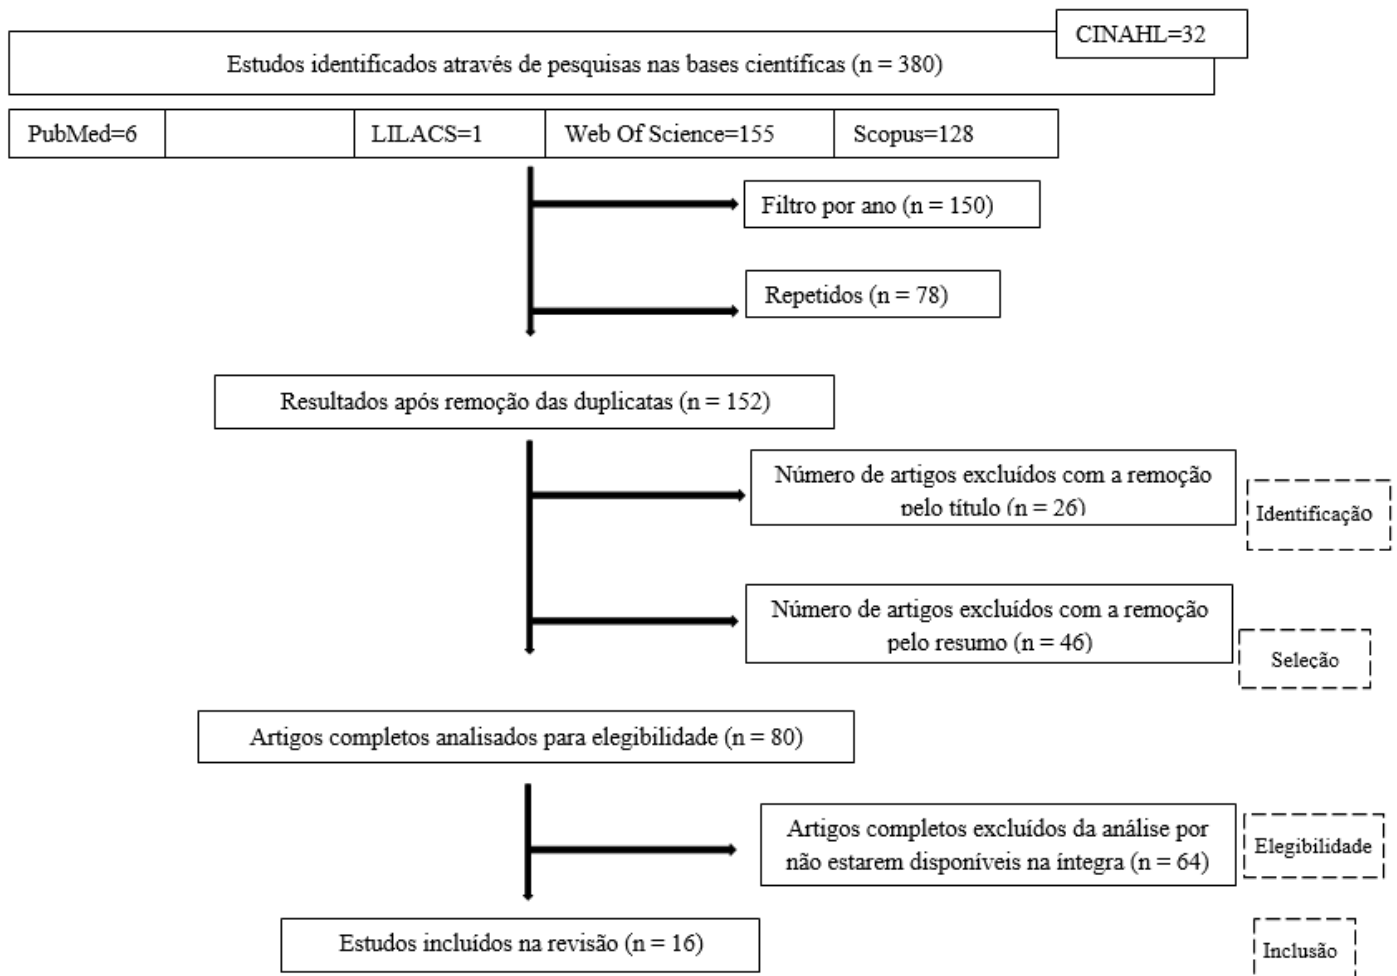 CINAHL=32
Estudos identificados através de pesquisas nas bases científicas (n = 380)
PubMed=6
LILACS=1
Web Of Science=155
Scopus=128
Filtro por ano (n = 150)
Repetidos (n = 78)
Resultados após remoção das duplicatas (n = 152)
Número de artigos excluídos com a remoção
pelo título (n = 26)
Identificação
Número de artigos excluídos com a remoção
pelo resumo (n = 46)
Seleção
Artigos completos analisados para elegibilidade (n = 80)
Artigos completos excluídos da análise por
não estarem disponíveis na íntegra (n = 64)
Elegibilidade
Estudos incluídos na revisão (n = 16)
Inclusão